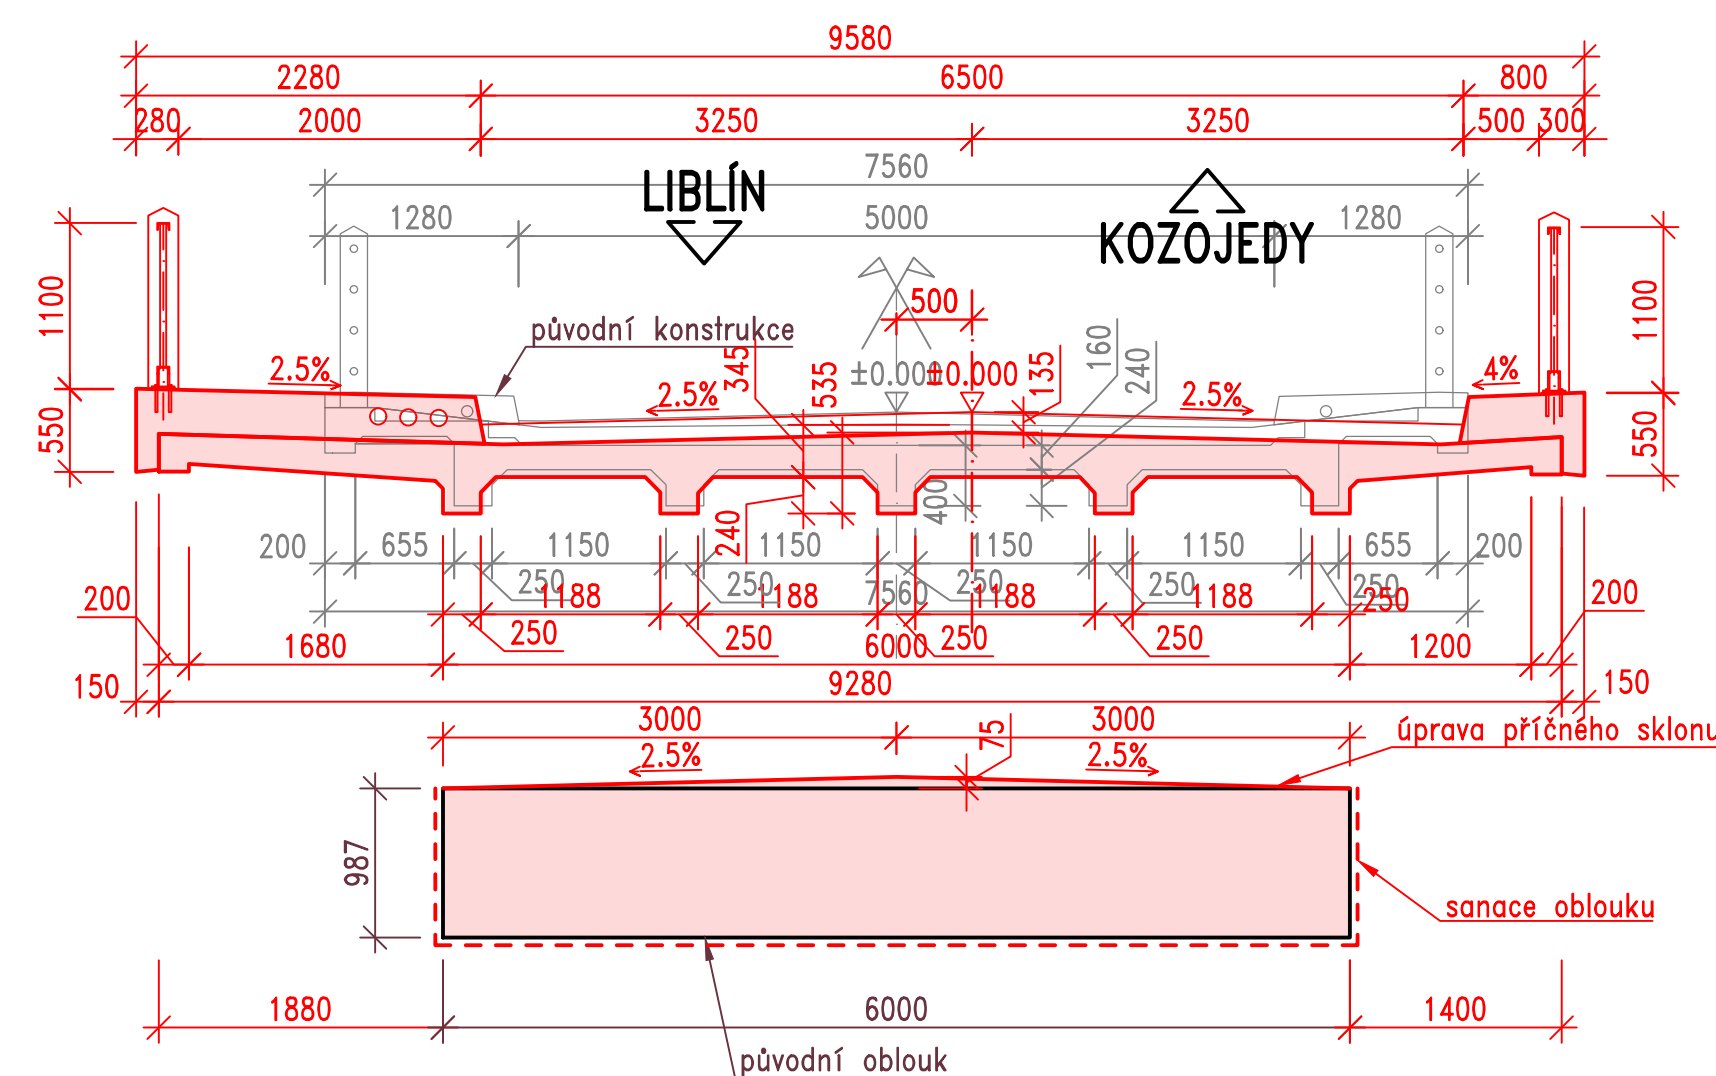 9580
2280 6500 800
280 2000 3250 3250 500 300
7560
LIBLÍN
1280 5000 1280
KOZOJEDY
500
1100 1100
původní konstrukce
345 535 135 160 240
2.5% 2.5% ±0.000 ±0.000 2.5% 4%
550 550
400
240
200 655 1150 1150 1150 1150 655 200
250 250 250 250 250
7560
1188 1188 1188 1188 250
200 200
250 250 250 250
1680 6000 1200
150 9280 150
3000 3000
75
úprava příčného sklonu
2.5% 2.5%
987
sanace oblouku
1880 6000 1400
původní oblouk